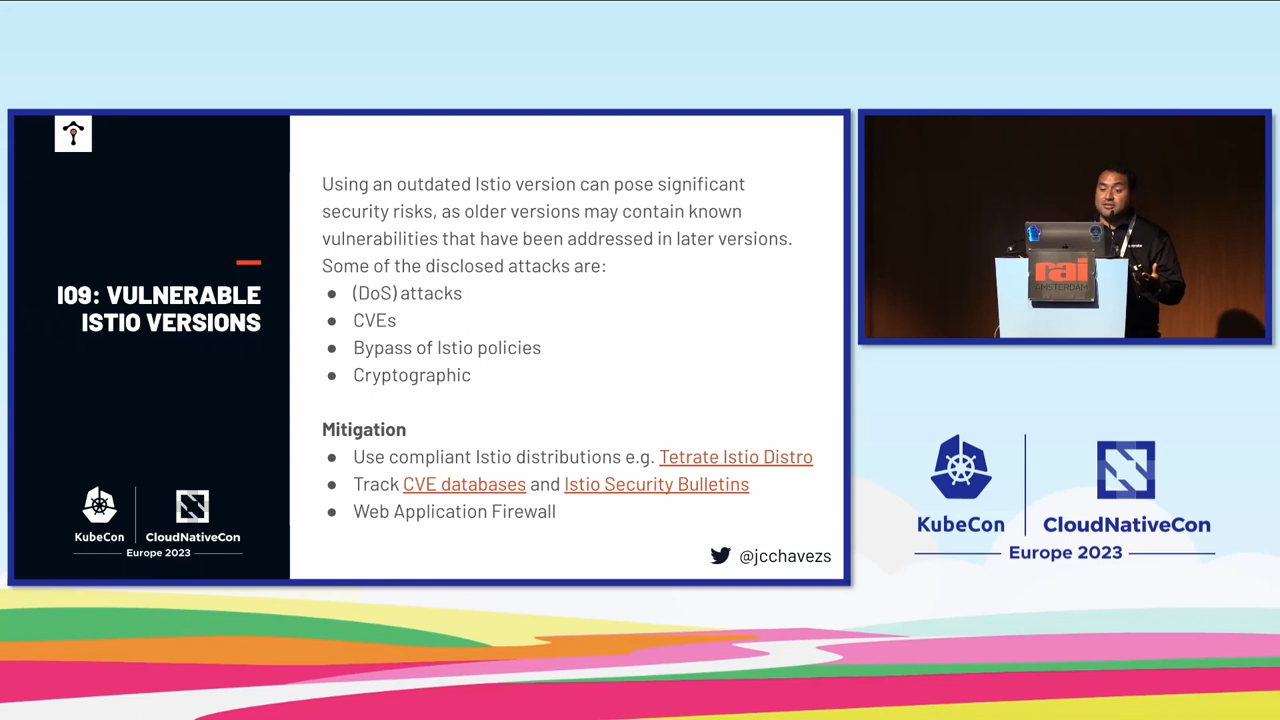 I09: VULNERABLE
ISTIO VERSIONS
KubeCon
CloudNativeCon
Europe 2023
Using an outdated Istio version can pose significant
security risks, as older versions may contain known
vulnerabilities that have been addressed in later versions.
Some of the disclosed attacks are:
● (DoS) attacks
● CVEs
● Bypass of Istio policies
● Cryptographic
Mitigation
● Use compliant Istio distributions e.g. Tetrate Istio Distro
● Track CVE databases and Istio Security Bulletins
● Web Application Firewall
@jcchavezs
rai
AMSTERDAM
KubeCon
CloudNativeCon
Europe 2023